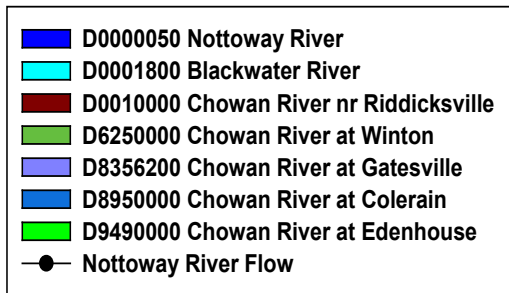 D0000050 Nottoway River
D0001800 Blackwater River
D0010000 Chowan River nr Riddicksville
D6250000 Chowan River at Winton
D8356200 Chowan River at Gatesville
D8950000 Chowan River at Colerain
D9490000 Chowan River at Edenhouse
Nottoway River Flow